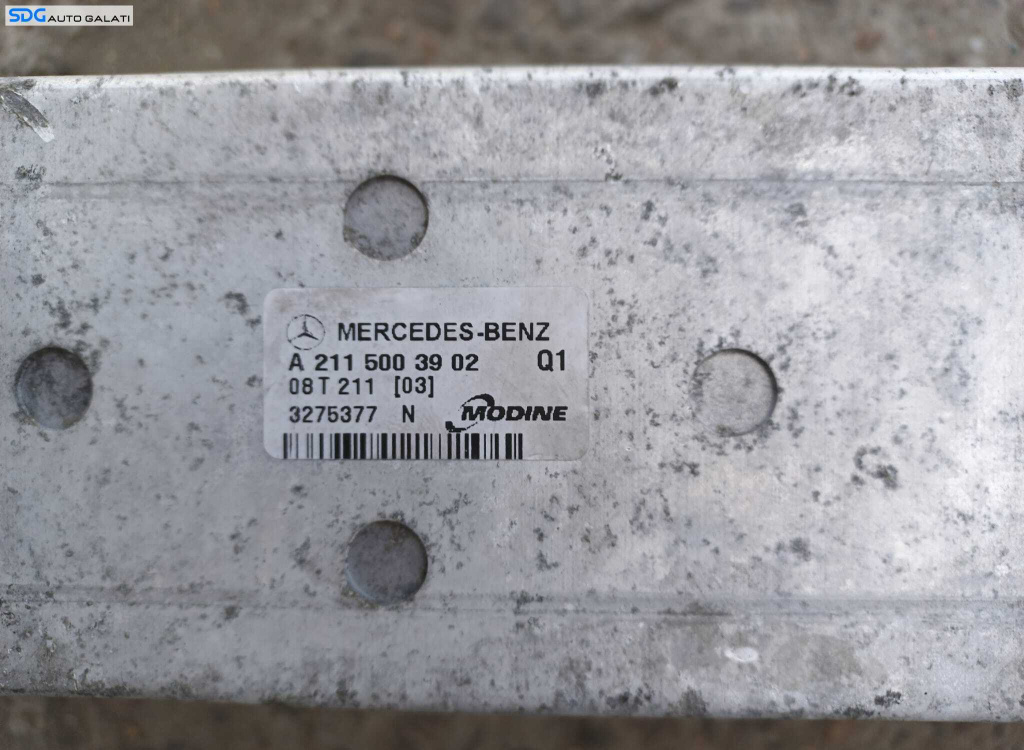 SDG AUTO GALATI
MERCEDES-BENZ
A 211 500 39 02 Q1
08 T 211 [03]
3275377 N MODINE